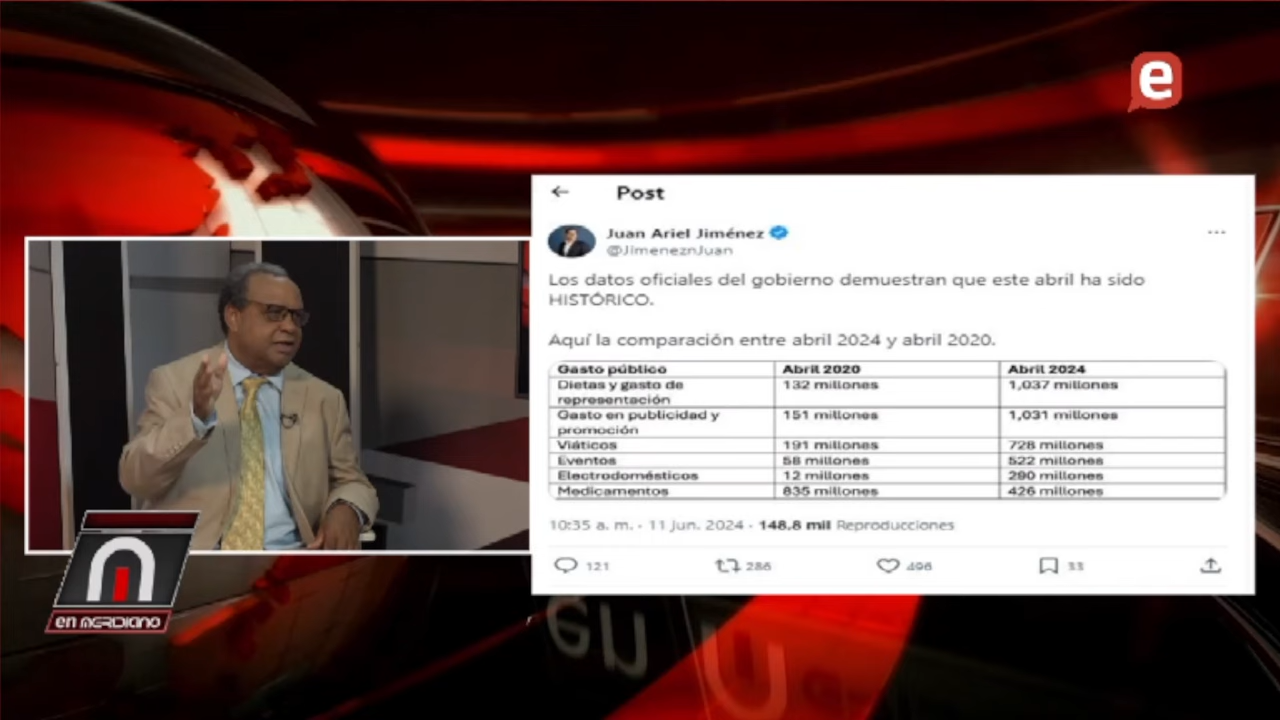 e
Post
Juan Ariel Jiménez
@JimeneznJuan
Los datos oficiales del gobierno demuestran que este abril ha sido
HISTÓRICO.
Aquí la comparación entre abril 2024 y abril 2020.
Gasto público Abril 2020 Abril 2024
Dietas y gasto de representación 132 millones 1,037 millones
Gasto en publicidad y promoción 151 millones 1,031 millones
Viáticos 191 millones 728 millones
Eventos 58 millones 522 millones
Electrodomésticos 12 millones 290 millones
Medicamentos 835 millones 426 millones
10:35 a. m. · 11 jun. 2024 · 148,8 mil Reproducciones
121 286 496 33
en MERDIANO
en